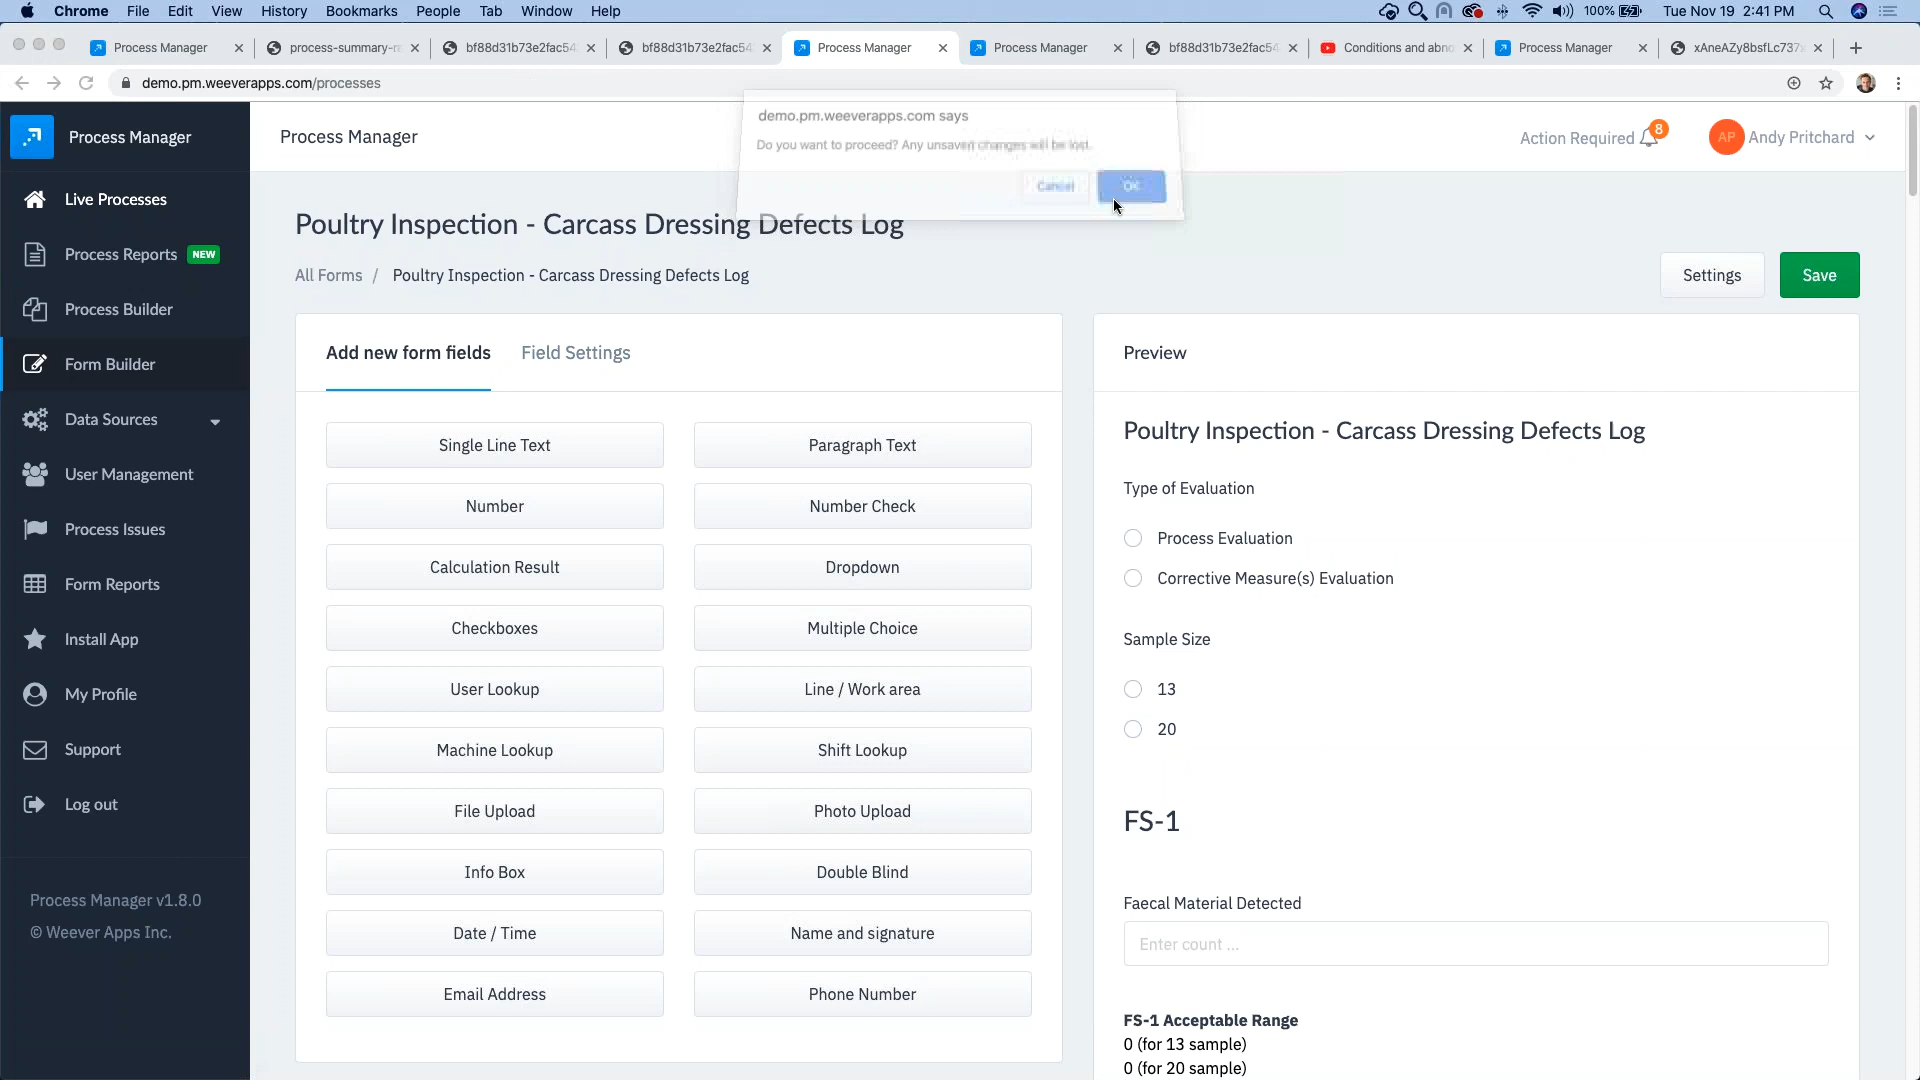 Chrome File Edit View History Bookmarks People Tab Window Help
100% Tue Nov 19 2:41 PM
Process Manager
process-summary-re
bf88d31b73e2fac54
bf88d31b73e2fac54
Process Manager
Process Manager
bf88d31b73e2fac54
Conditions and abno
Process Manager
xAneAZy8bsfLc737x
demo.pm.weeverapps.com/processes
demo.pm.weeverapps.com says
Do you want to proceed? Any unsaved changes will be lost.
Cancel
OK
Process Manager
Live Processes
Process Reports NEW
Process Builder
Form Builder
Data Sources
User Management
Process Issues
Form Reports
Install App
My Profile
Support
Log out
Process Manager v1.8.0
© Weever Apps Inc.
Process Manager
Action Required 8
AP Andy Pritchard
Poultry Inspection - Carcass Dressing Defects Log
All Forms / Poultry Inspection - Carcass Dressing Defects Log
Settings
Save
Add new form fields
Field Settings
Single Line Text
Paragraph Text
Number
Number Check
Calculation Result
Dropdown
Checkboxes
Multiple Choice
User Lookup
Line / Work area
Machine Lookup
Shift Lookup
File Upload
Photo Upload
Info Box
Double Blind
Date / Time
Name and signature
Email Address
Phone Number
Preview
Poultry Inspection - Carcass Dressing Defects Log
Type of Evaluation
Process Evaluation
Corrective Measure(s) Evaluation
Sample Size
13
20
FS-1
Faecal Material Detected
Enter count ...
FS-1 Acceptable Range
0 (for 13 sample)
0 (for 20 sample)